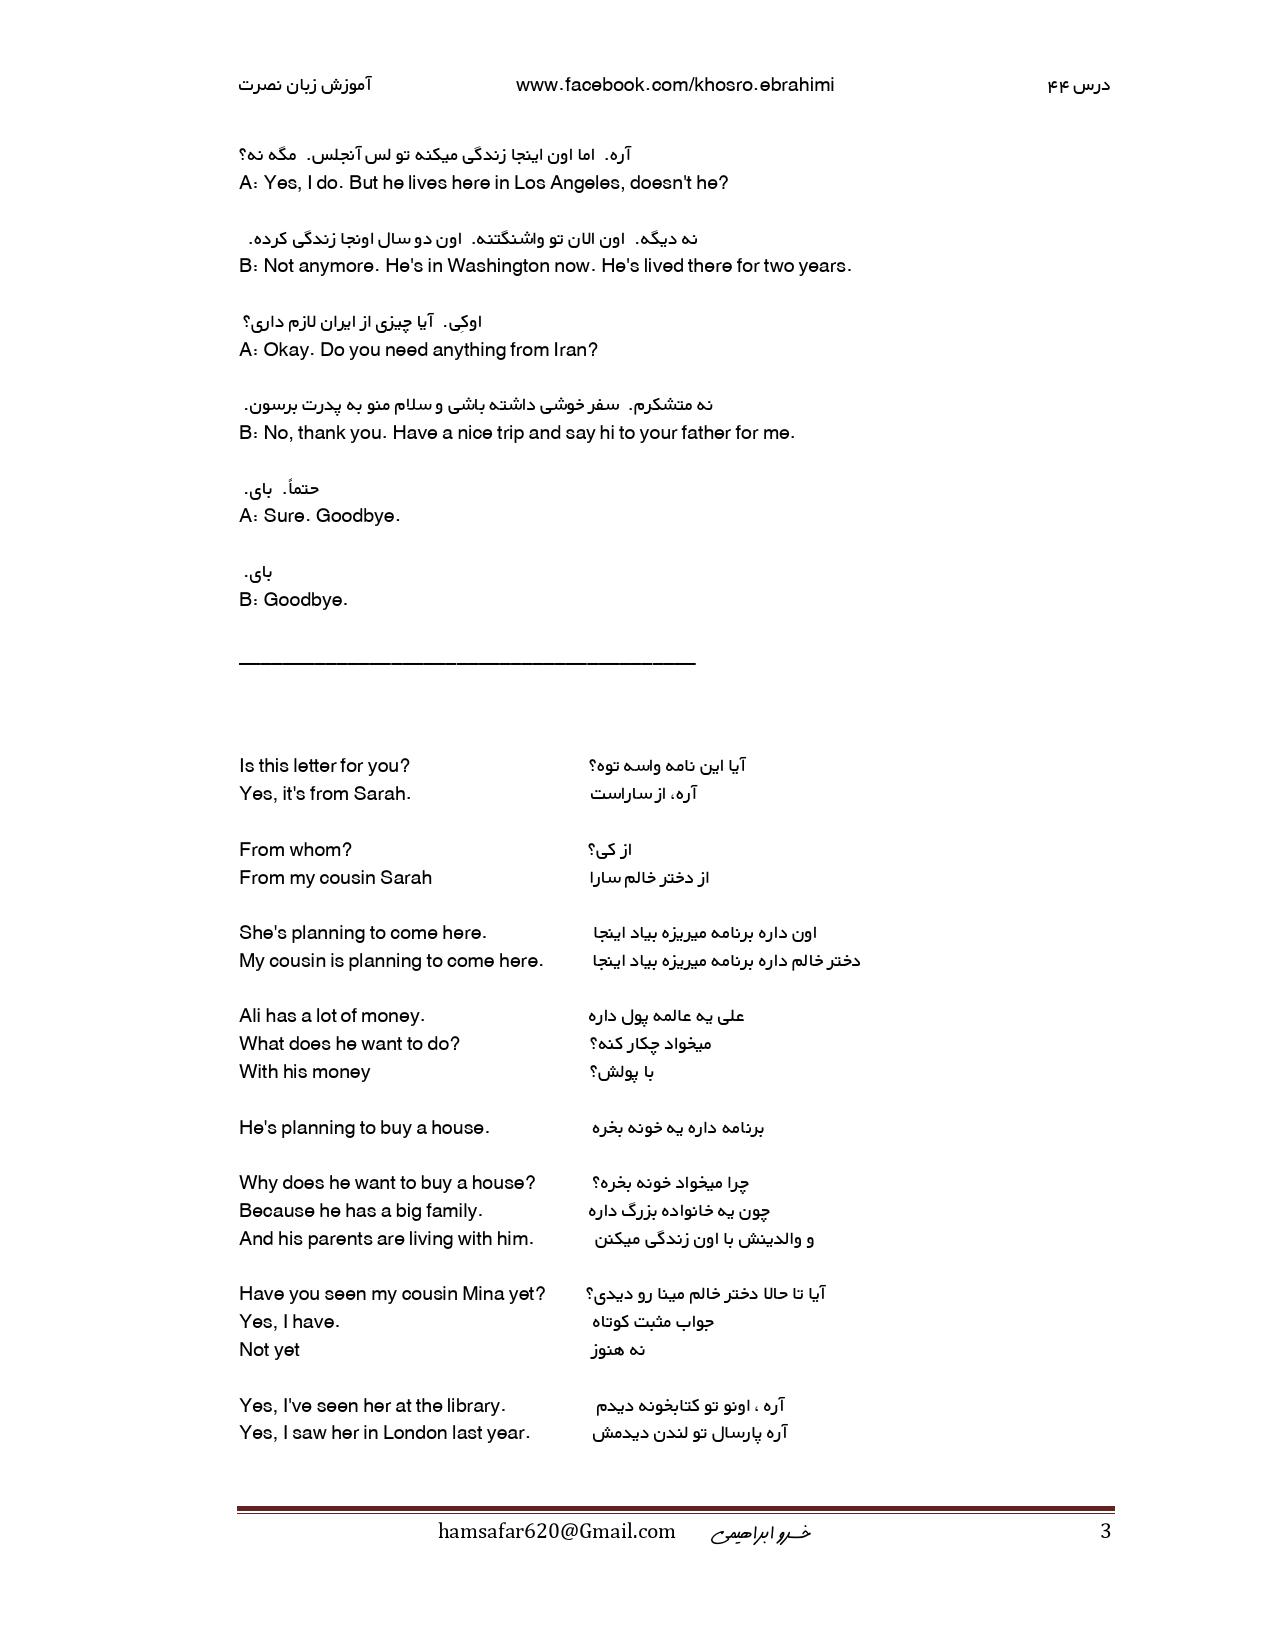 آموزش زبان نصرت www.facebook.com/khosro.ebrahimi درس ۴۴
آره. اما اون اینجا زندگی میکنه تو لس آنجلس. مگه نه؟
A: Yes, I do. But he lives here in Los Angeles, doesn't he?
نه دیگه. اون الان تو واشنگتنه. اون دو سال اونجا زندگی کرده.
B: Not anymore. He's in Washington now. He's lived there for two years.
اوکِی. آیا چیزی از ایران لازم داری؟
A: Okay. Do you need anything from Iran?
نه متشکرم. سفر خوشی داشته باشی و سلام منو به پدرت برسون.
B: No, thank you. Have a nice trip and say hi to your father for me.
حتماً. بای.
A: Sure. Goodbye.
بای.
B: Goodbye.
Is this letter for you? آیا این نامه واسه توه؟
Yes, it's from Sarah. آره، از ساراست
From whom? از کی؟
From my cousin Sarah از دختر خالم سارا
She's planning to come here. اون داره برنامه میریزه بیاد اینجا
My cousin is planning to come here. دختر خالم داره برنامه میریزه بیاد اینجا
Ali has a lot of money. علی یه عالمه پول داره
What does he want to do? میخواد چکار کنه؟
With his money با پولش؟
He's planning to buy a house. برنامه داره یه خونه بخره
Why does he want to buy a house? چرا میخواد خونه بخره؟
Because he has a big family. چون یه خانواده بزرگ داره
And his parents are living with him. و والدینش با اون زندگی میکنن
Have you seen my cousin Mina yet? آیا تا حالا دختر خالم مینا رو دیدی؟
Yes, I have. جواب مثبت کوتاه
Not yet نه هنوز
Yes, I've seen her at the library. آره ، اونو تو کتابخونه دیدم
Yes, I saw her in London last year. آره پارسال تو لندن دیدمش
hamsafar620@Gmail.com خسرو ابراهیمی 3